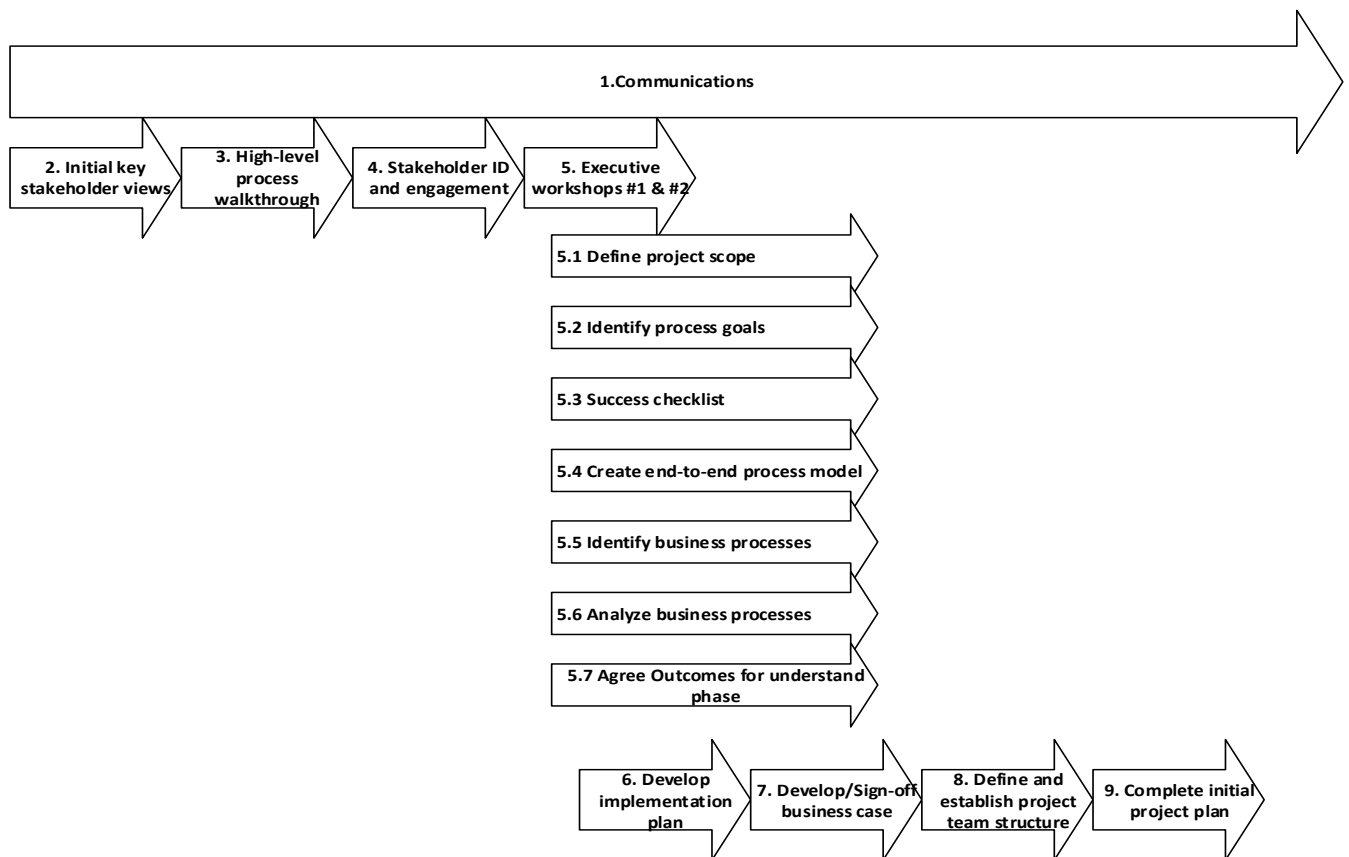 1.Communications
2. Initial key
stakeholder views
3. High-level
process
walkthrough
4. Stakeholder ID
and engagement
5. Executive
workshops #1 & #2
5.1 Define project scope
5.2 Identify process goals
5.3 Success checklist
5.4 Create end-to-end process model
5.5 Identify business processes
5.6 Analyze business processes
5.7 Agree Outcomes for understand
phase
6. Develop
implementation
plan
7. Develop/Sign-off
business case
8. Define and
establish project
team structure
9. Complete initial
project plan